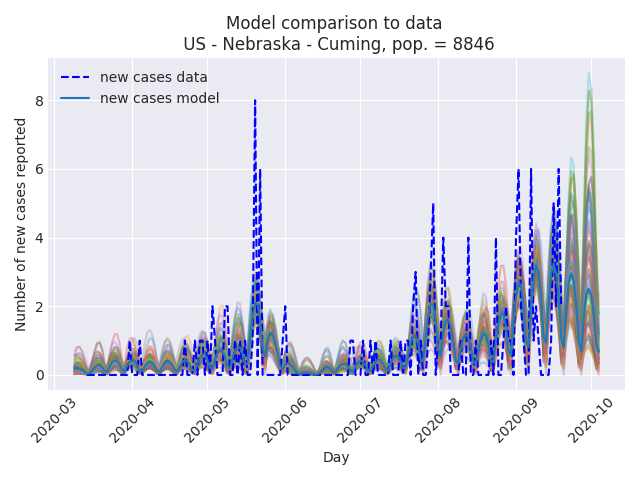 Model comparison to data
US - Nebraska - Cuming, pop. = 8846
new cases data
new cases model
Number of new cases reported
8
6
4
2
0
2020-03
2020-04
2020-05
2020-06
2020-07
2020-08
2020-09
2020-10
Day